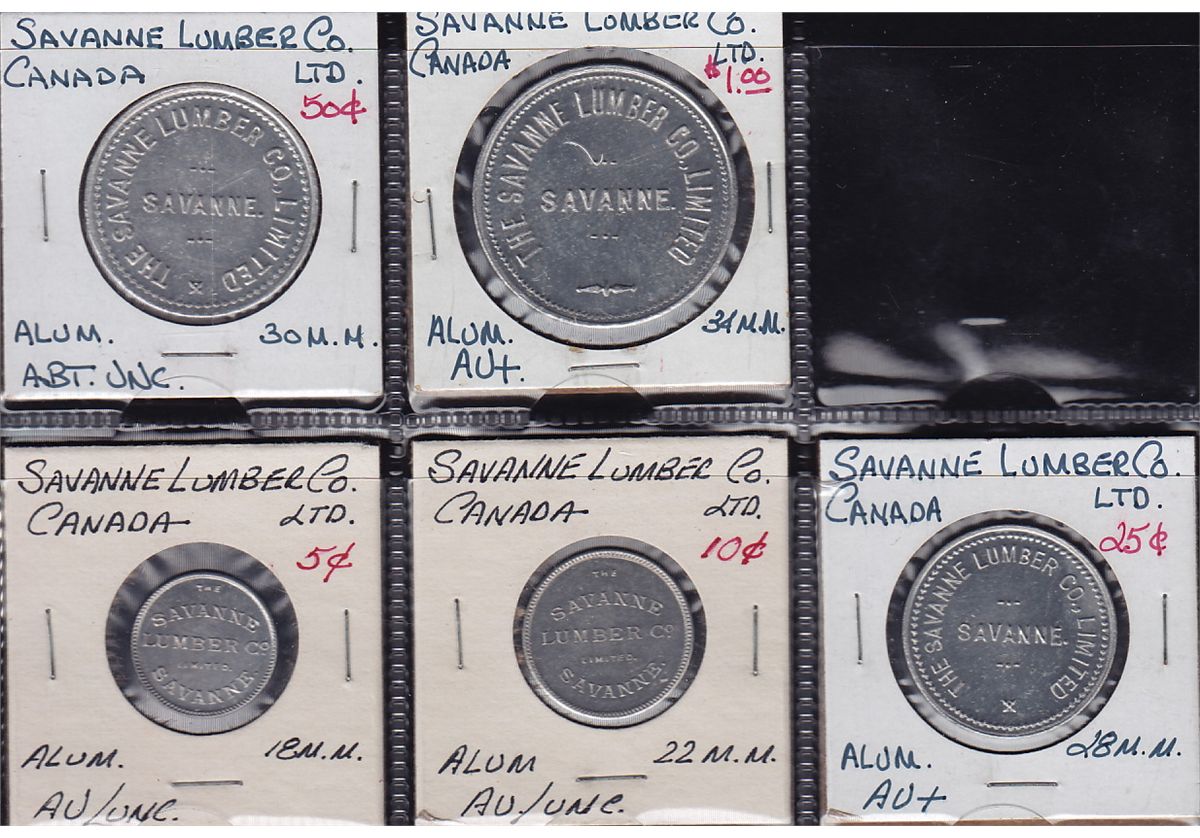 SAVANNE LUMBER CO.
CANADA LTD.
50¢
THE SAVANNE LUMBER CO., LIMITED
SAVANNE.
ALUM. 30 M.M.
ABT. UNC.
SAVANNE LUMBER CO.
CANADA LTD.
$1.00
THE SAVANNE LUMBER CO., LIMITED
SAVANNE.
ALUM. 34 M.M.
AU+.
SAVANNE LUMBER CO.
CANADA LTD.
5¢
THE
SAVANNE
LUMBER CO
LIMITED.
SAVANNE
ALUM. 18 M.M.
AU/UNC.
SAVANNE LUMBER CO.
CANADA LTD.
10¢
THE
SAVANNE
LUMBER CO
LIMITED.
SAVANNE.
ALUM 22 M.M.
AU/UNC.
SAVANNE LUMBER CO.
CANADA LTD.
25¢
THE SAVANNE LUMBER CO., LIMITED
SAVANNE.
ALUM. 28 M.M.
AU+